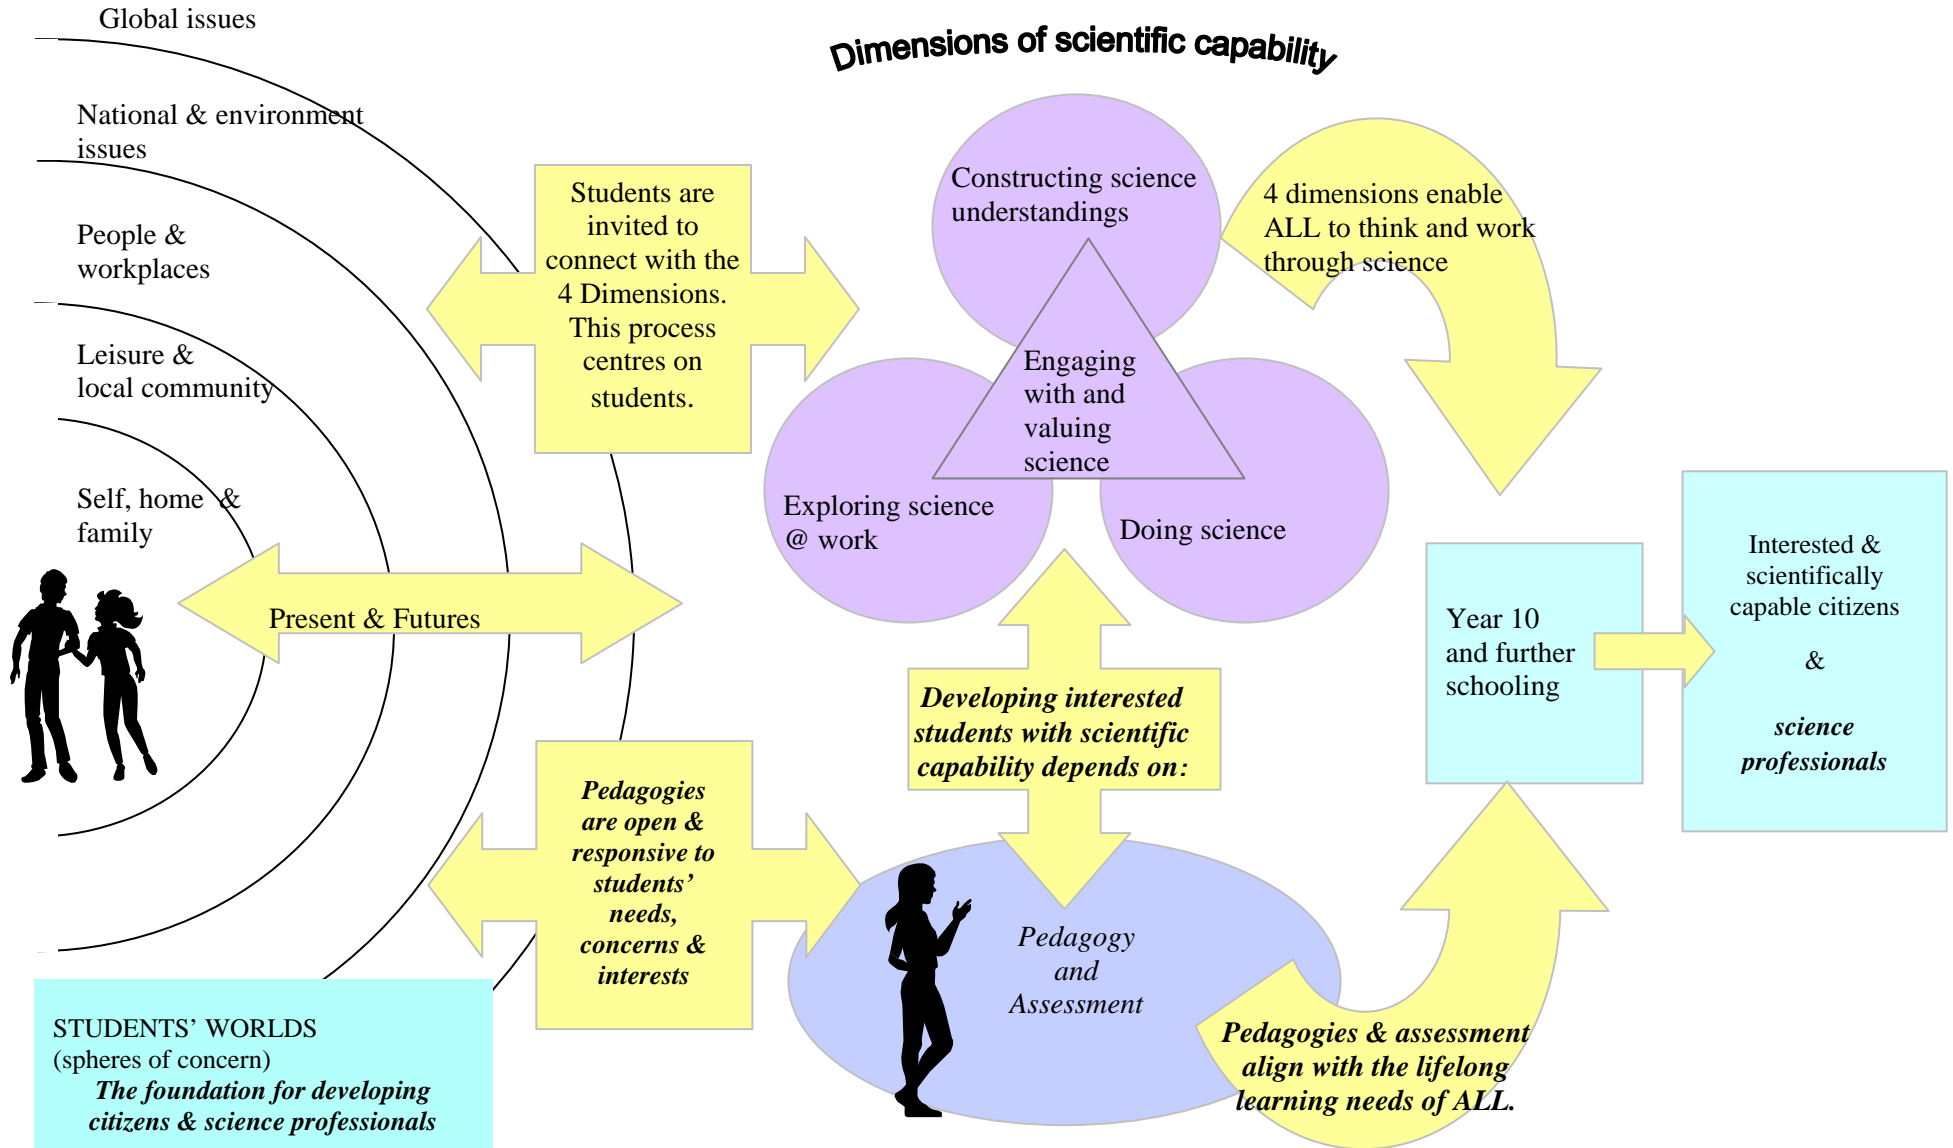 Global issues
National & environment
issues
People &
workplaces
Leisure &
local community
Self, home &
family
Present & Futures
STUDENTS’ WORLDS
(spheres of concern)
The foundation for developing
citizens & science professionals
Students are
invited to
connect with the
4 Dimensions.
This process
centres on
students.
Pedagogies
are open &
responsive to
students’
needs,
concerns &
interests
Dimensions of scientific capability
Constructing science
understandings
Engaging
with and
valuing
science
Exploring science
@ work
Doing science
Developing interested
students with scientific
capability depends on:
Pedagogy
and
Assessment
4 dimensions enable
ALL to think and work
through science
Year 10
and further
schooling
Pedagogies & assessment
align with the lifelong
learning needs of ALL.
Interested &
scientifically
capable citizens
&
science
professionals